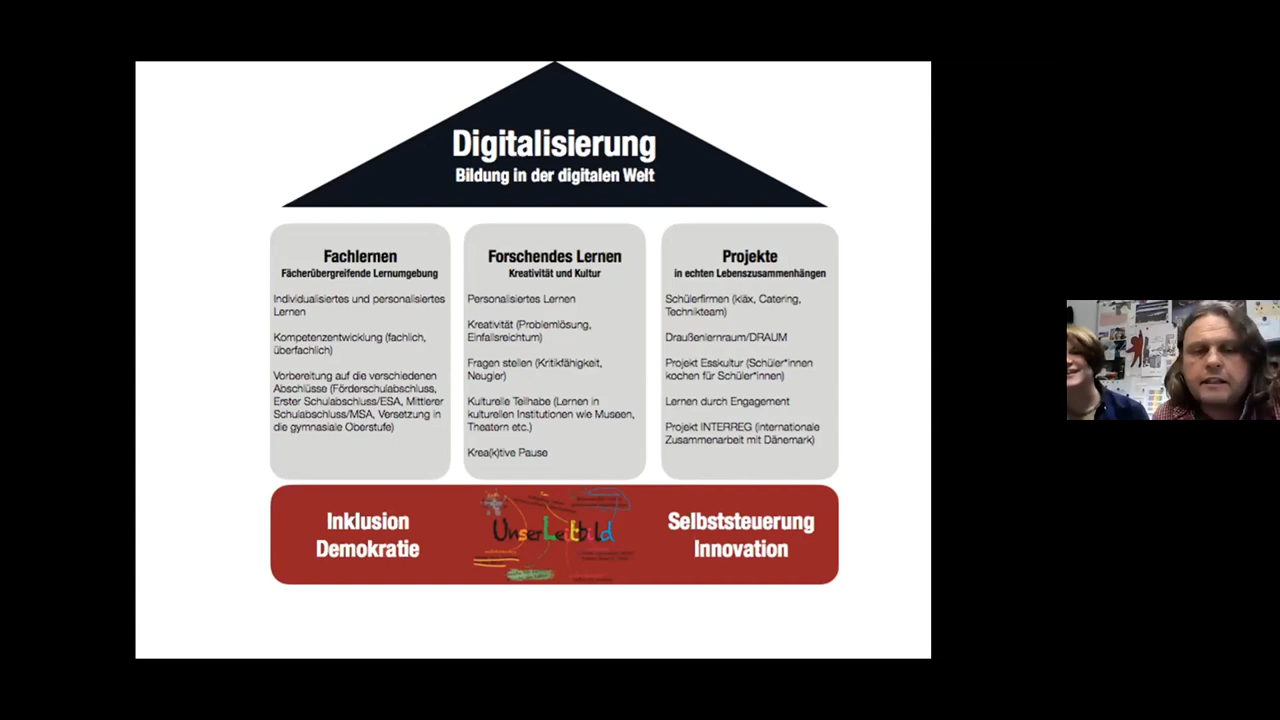 Digitalisierung
Bildung in der digitalen Welt
Fachlernen
Fächerübergreifende Lernumgebung
Individualisiertes und personalisiertes
Lernen
Kompetenzentwicklung (fachlich,
überfachlich)
Vorbereitung auf die verschiedenen
Abschlüsse (Förderschulabschluss,
Erster Schulabschluss/ESA, Mittlerer
Schulabschluss/MSA, Versetzung in
die gymnasiale Oberstufe)
Forschendes Lernen
Kreativität und Kultur
Personalisiertes Lernen
Kreativität (Problemlösung,
Einfallsreichtum)
Fragen stellen (Kritikfähigkeit,
Neugier)
Kulturelle Teilhabe (Lernen in
kulturellen Institutionen wie Museen,
Theatern etc.)
Krea(k)tive Pause
Projekte
in echten Lebenszusammenhängen
Schülerfirmen (kläx, Catering,
Technikteam)
Draußenlernraum/DRAUM
Projekt Esskultur (Schüler*innen
kochen für Schüler*innen)
Lernen durch Engagement
Projekt INTERREG (internationale
Zusammenarbeit mit Dänemark)
Inklusion
Demokratie
UnserLeitbild
Selbststeuerung
Innovation